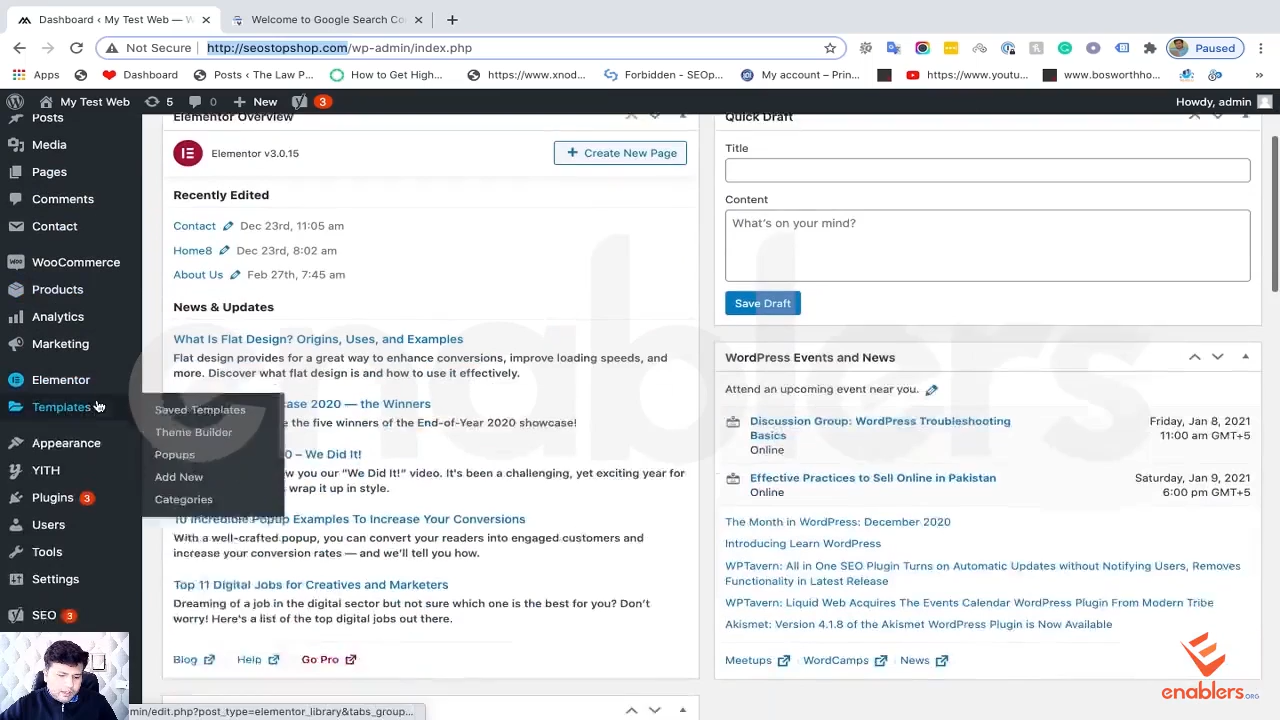 Dashboard ‹ My Test Web — W
Welcome to Google Search Co
Not Secure
http://seostopshop.com/wp-admin/index.php
Paused
Apps
Dashboard
Posts ‹ The Law P...
How to Get High...
https://www.xnod...
Forbidden - SEOp...
My account – Prin...
https://www.youtu...
www.bosworthho...
»
My Test Web
5
0
New
3
Howdy, admin
Posts
Media
Pages
Comments
Contact
WooCommerce
Products
Analytics
Marketing
Elementor
Templates
Appearance
YITH
Plugins 3
Users
Tools
Settings
SEO 3
Saved Templates
Theme Builder
Popups
Add New
Categories
Elementor Overview
Elementor v3.0.15
Create New Page
Recently Edited
Contact Dec 23rd, 11:05 am
Home8 Dec 23rd, 8:02 am
About Us Feb 27th, 7:45 am
News & Updates
What Is Flat Design? Origins, Uses, and Examples
Flat design provides for a great way to enhance conversions, improve loading speeds, and
more. Discover what flat design is and how to use it effectively.
case 2020 — the Winners
the five winners of the End-of-Year 2020 showcase!
0 – We Did It!
ow you our "We Did It!" video. It's been a challenging, yet exciting year for
wrap it up in style.
10 Incredible Popup Examples To Increase Your Conversions
With a well-crafted popup, you can convert your readers into engaged customers and
increase your conversion rates — and we'll tell you how.
Top 11 Digital Jobs for Creatives and Marketers
Dreaming of a job in the digital sector but not sure which one is the best for you? Don't
worry! Here's a list of the top digital jobs out there.
Blog
Help
Go Pro
Quick Draft
Title
Content
What's on your mind?
Save Draft
WordPress Events and News
Attend an upcoming event near you.
Discussion Group: WordPress Troubleshooting
Basics
Online
Friday, Jan 8, 2021
11:00 am GMT+5
Effective Practices to Sell Online in Pakistan
Online
Saturday, Jan 9, 2021
6:00 pm GMT+5
The Month in WordPress: December 2020
Introducing Learn WordPress
WPTavern: All in One SEO Plugin Turns on Automatic Updates without Notifying Users, Removes
Functionality in Latest Release
WPTavern: Liquid Web Acquires The Events Calendar WordPress Plugin From Modern Tribe
Akismet: Version 4.1.8 of the Akismet WordPress Plugin is Now Available
Meetups
WordCamps
News
min/edit.php?post_type=elementor_library&tabs_group...
enablers
enablers.ORG